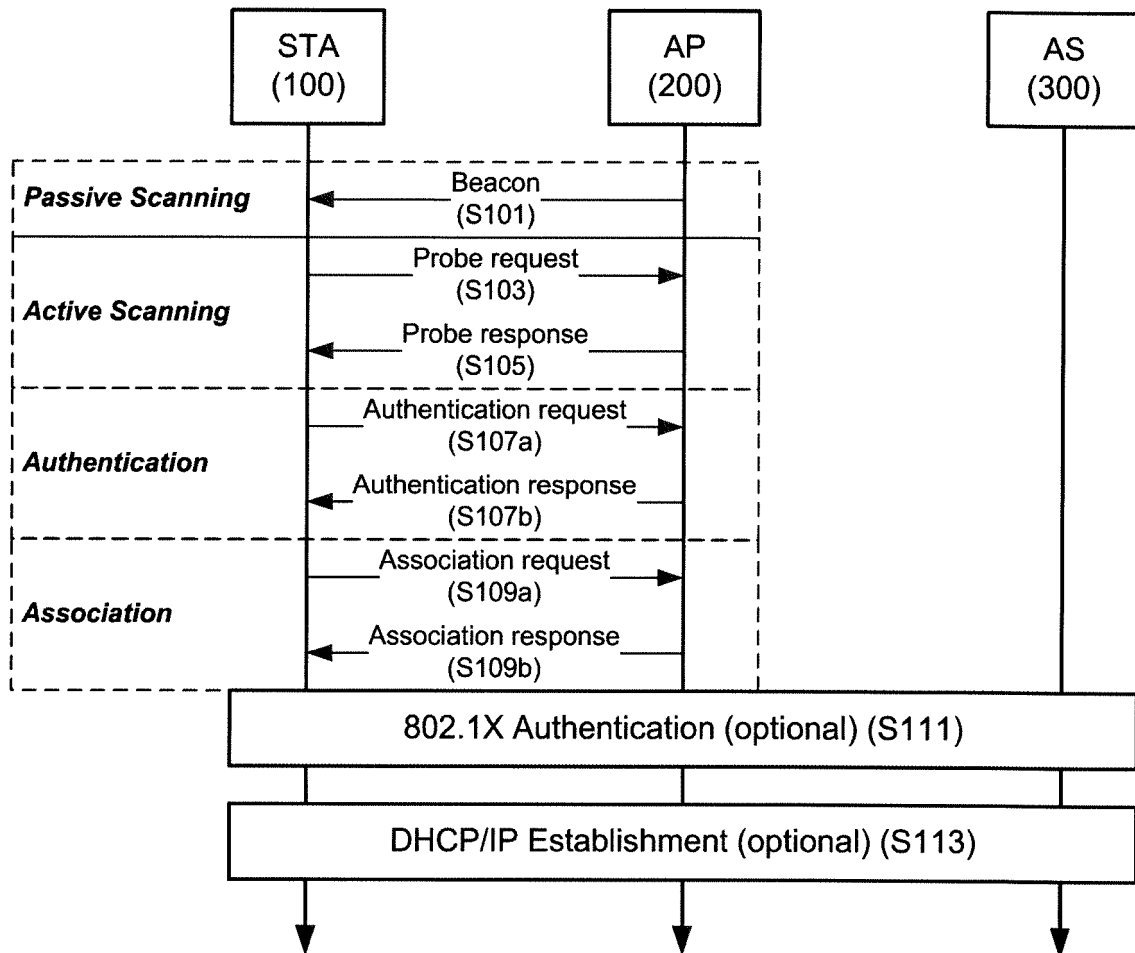 STA
(100)
AP
(200)
AS
(300)
Passive Scanning
Beacon
(S101)
Active Scanning
Probe request
(S103)
Probe response
(S105)
Authentication
Authentication request
(S107a)
Authentication response
(S107b)
Association
Association request
(S109a)
Association response
(S109b)
802.1X Authentication (optional) (S111)
DHCP/IP Establishment (optional) (S113)